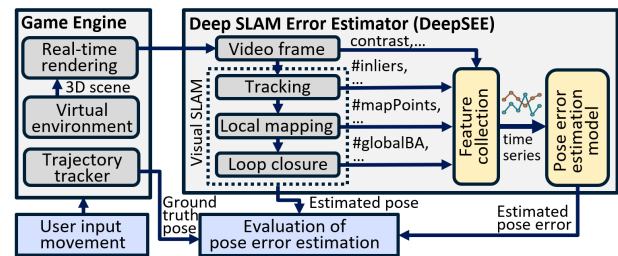 Game Engine
Real-time
rendering
3D scene
Virtual
environment
Trajectory
tracker
User input
movement
Deep SLAM Error Estimator (DeepSEE)
Video frame
contrast,...
Visual SLAM
Tracking
#inliers,
...
Local mapping
#mapPoints,
...
Loop closure
#globalBA,
...
Feature
collection
time
series
Pose error
estimation
model
Ground
truth
pose
Estimated pose
Evaluation of
pose error estimation
Estimated
pose error